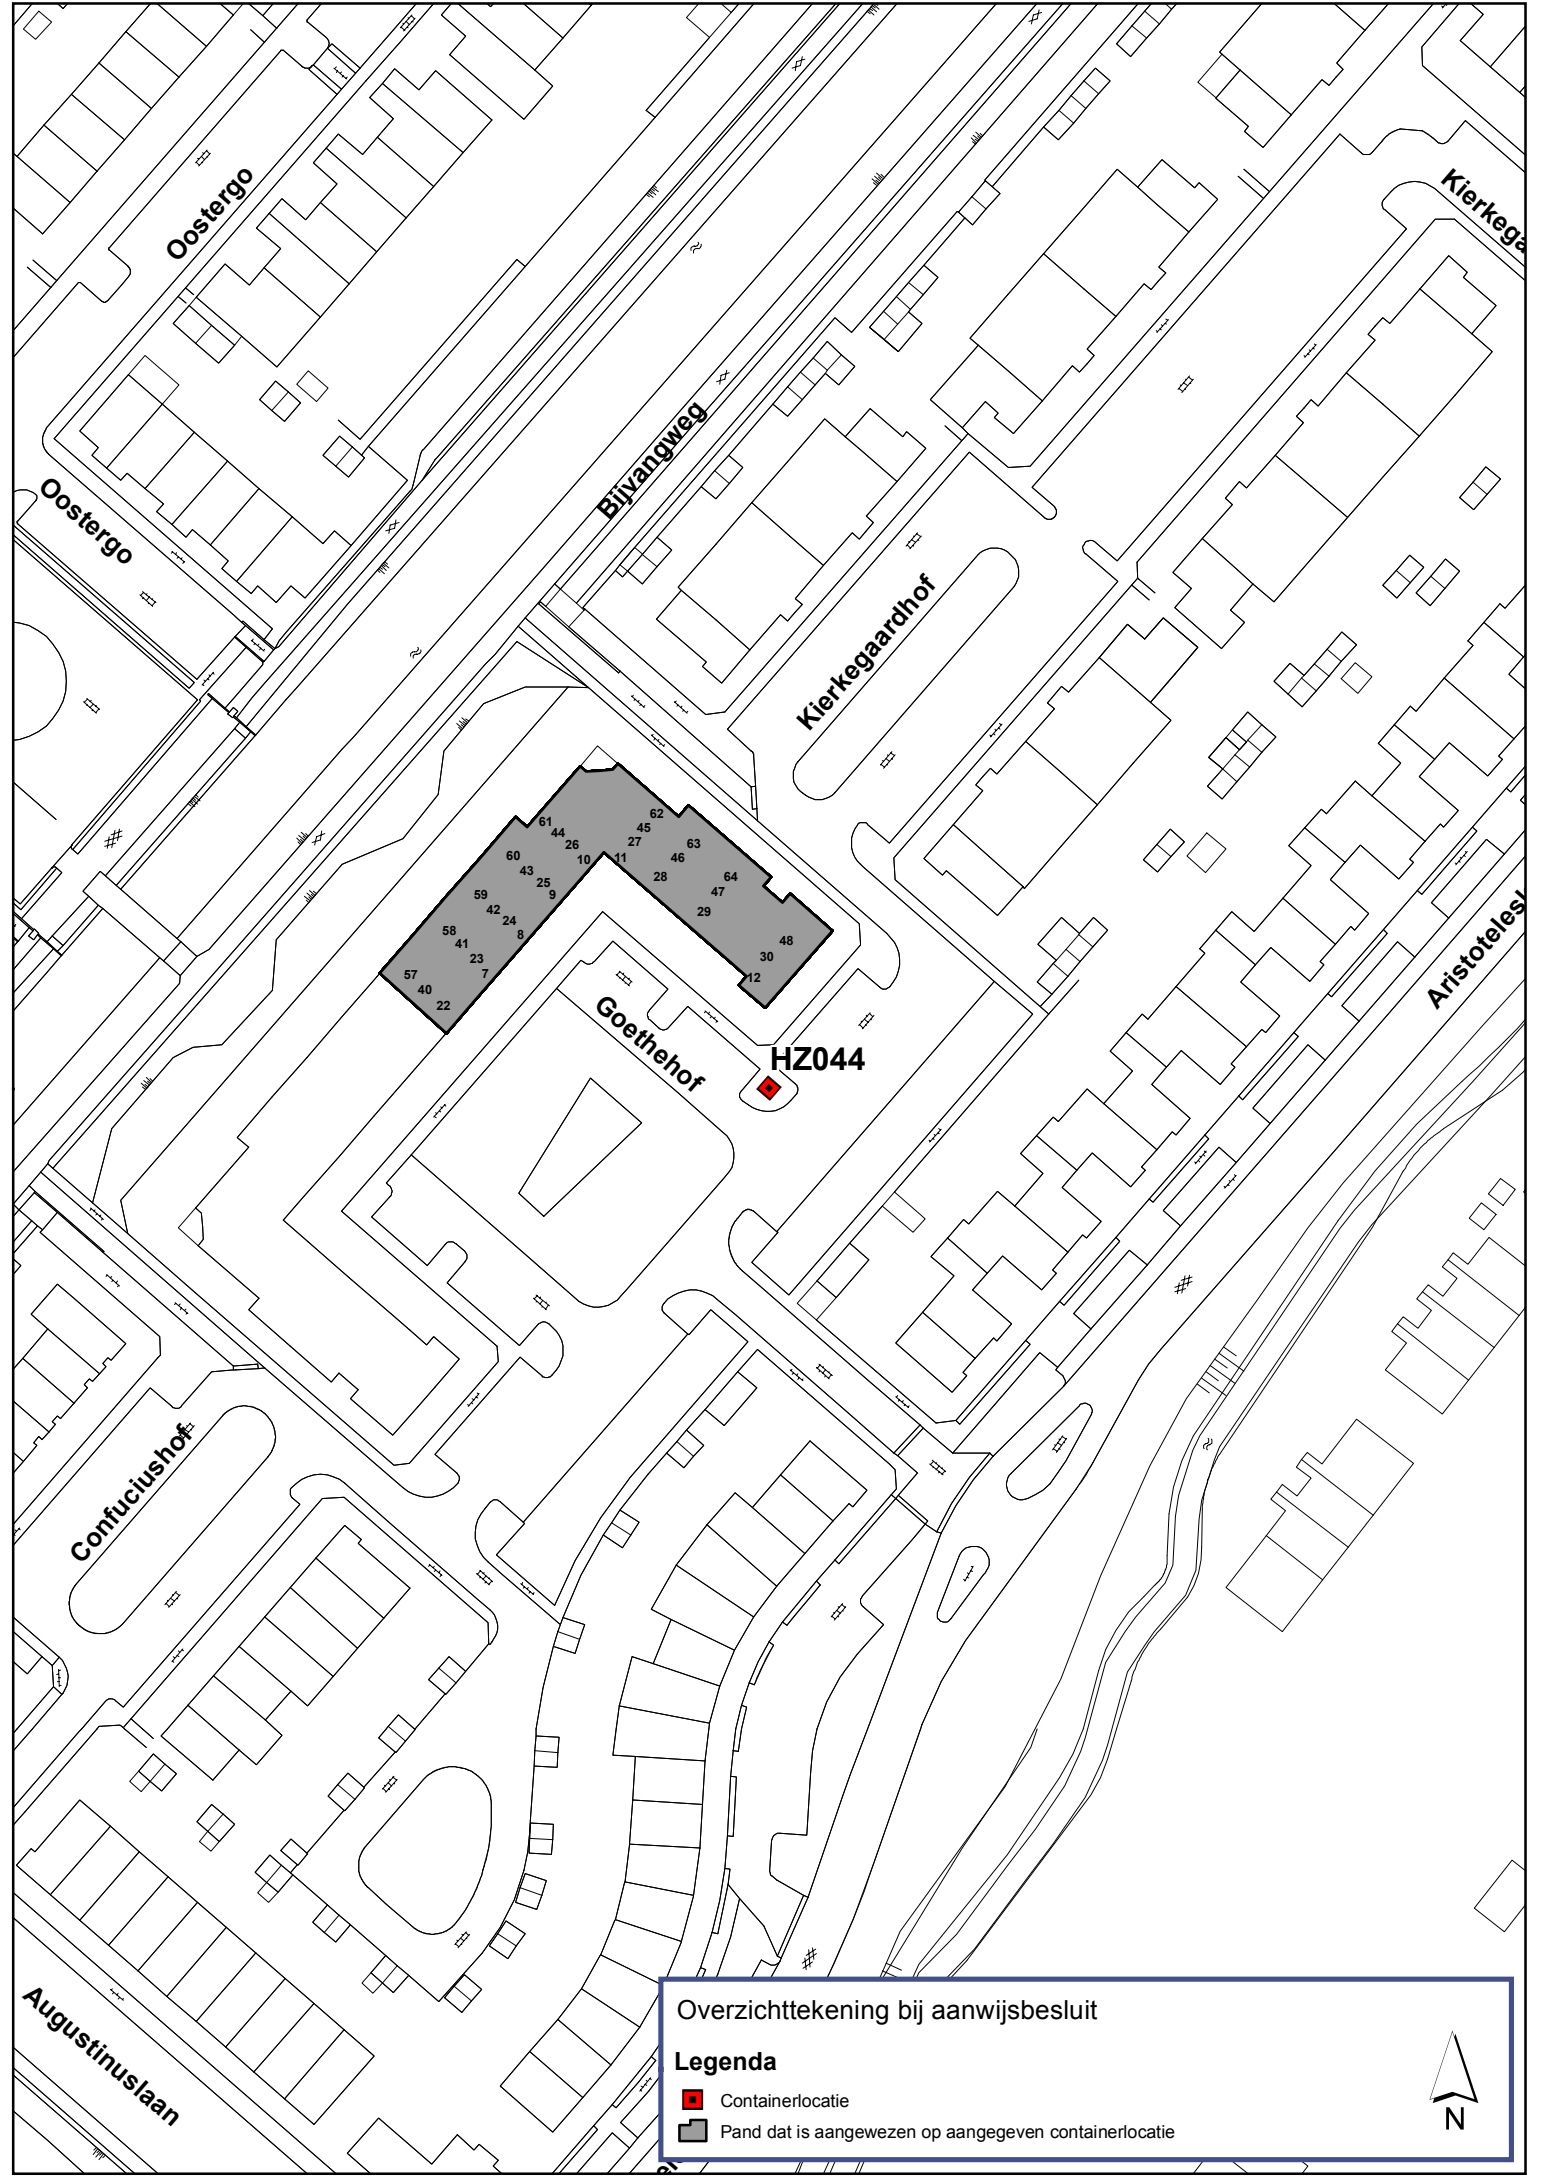 Oostergo
Kierkega
Bijvangweg
Oostergo
Kierkegaardhof
62
61
45
44
27
63
26
11
46
60
10
43
28
64
25
47
59
9
42
29
24
58
8
48
41
30
23
57
7
12
40
22
Aristotelesl
Goethehof
HZ044
Confuciushof
Augustinuslaan
Overzichttekening bij aanwijsbesluit
Legenda
Containerlocatie
Pand dat is aangewezen op aangegeven containerlocatie
N